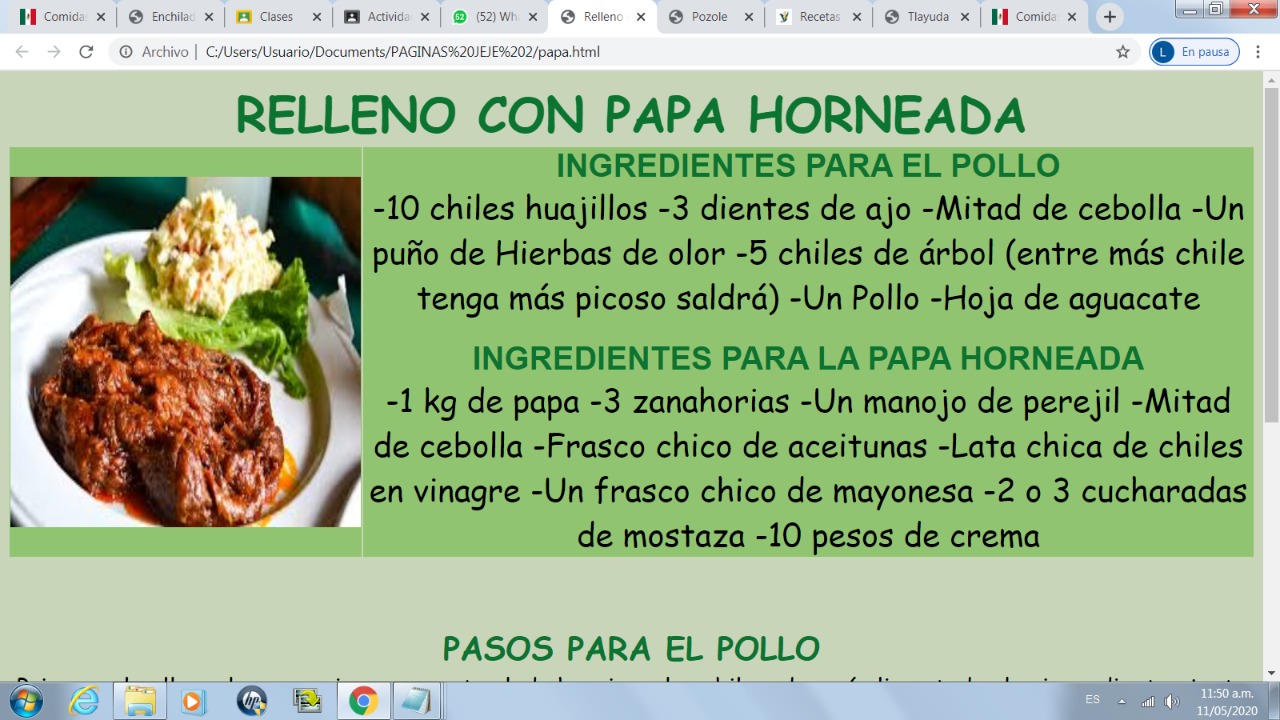 Comida
Enchilad
Clases
Activida
(52) Wh
Relleno
Pozol
Rece
Tlayud
Comida
Archivo | C:/Users/Usuario/Documents/PAGINAS%20JEJE%202/papa.html
L En pausa
RELLENO CON PAPA HORNEADA
INGREDIENTES PARA EL POLLO
-10 chiles huajillos -3 dientes de ajo -Mitad de cebolla -Un
puño de Hierbas de olor -5 chiles de árbol (entre más chile
tenga más picoso saldrá) -Un Pollo -Hoja de aguacate
INGREDIENTES PARA LA PAPA HORNEADA
-1 kg de papa -3 zanahorias -Un manojo de perejil -Mitad
de cebolla -Frasco chico de aceitunas -Lata chica de chiles
en vinagre -Un frasco chico de mayonesa -2 o 3 cucharadas
de mostaza -10 pesos de crema
PASOS PARA EL POLLO
ES
11:50 a.m.
11/05/2020